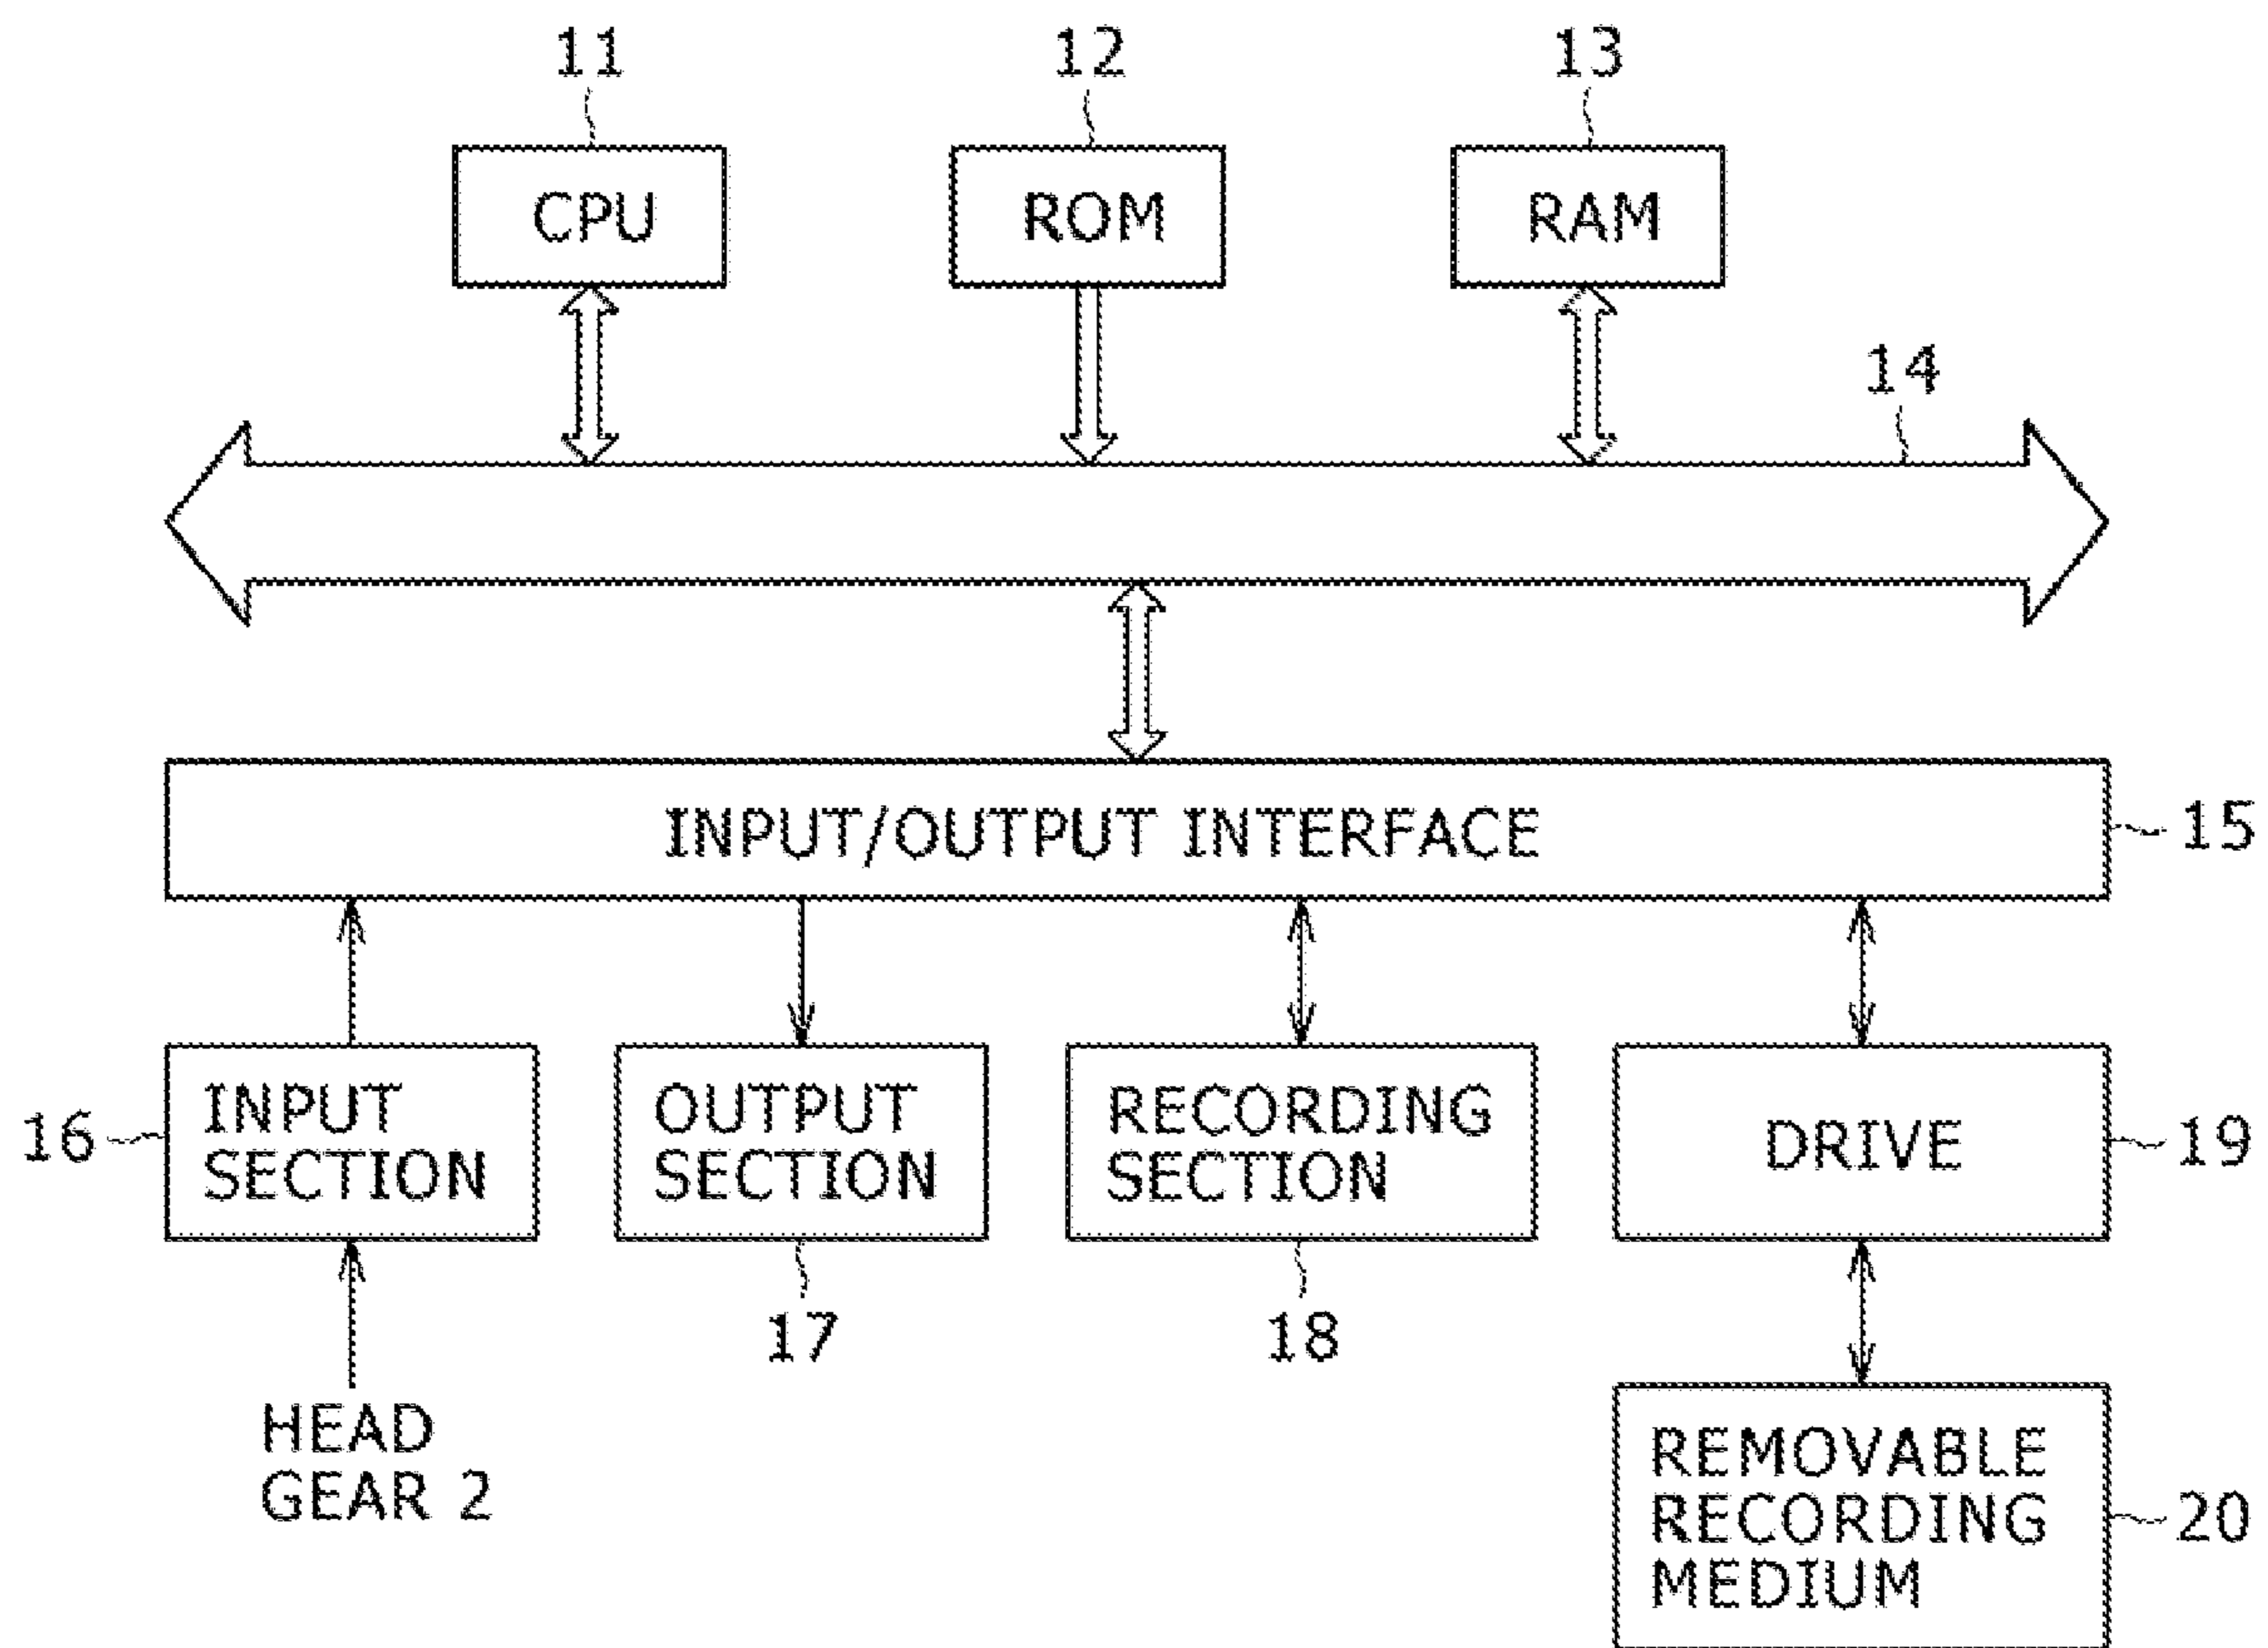 11 12 13
CPU ROM RAM
14
INPUT/OUTPUT INTERFACE 15
16 INPUT
SECTION
OUTPUT
SECTION
RECORDING
SECTION
DRIVE 19
17 18
HEAD
GEAR 2
REMOVABLE
RECORDING
MEDIUM
20